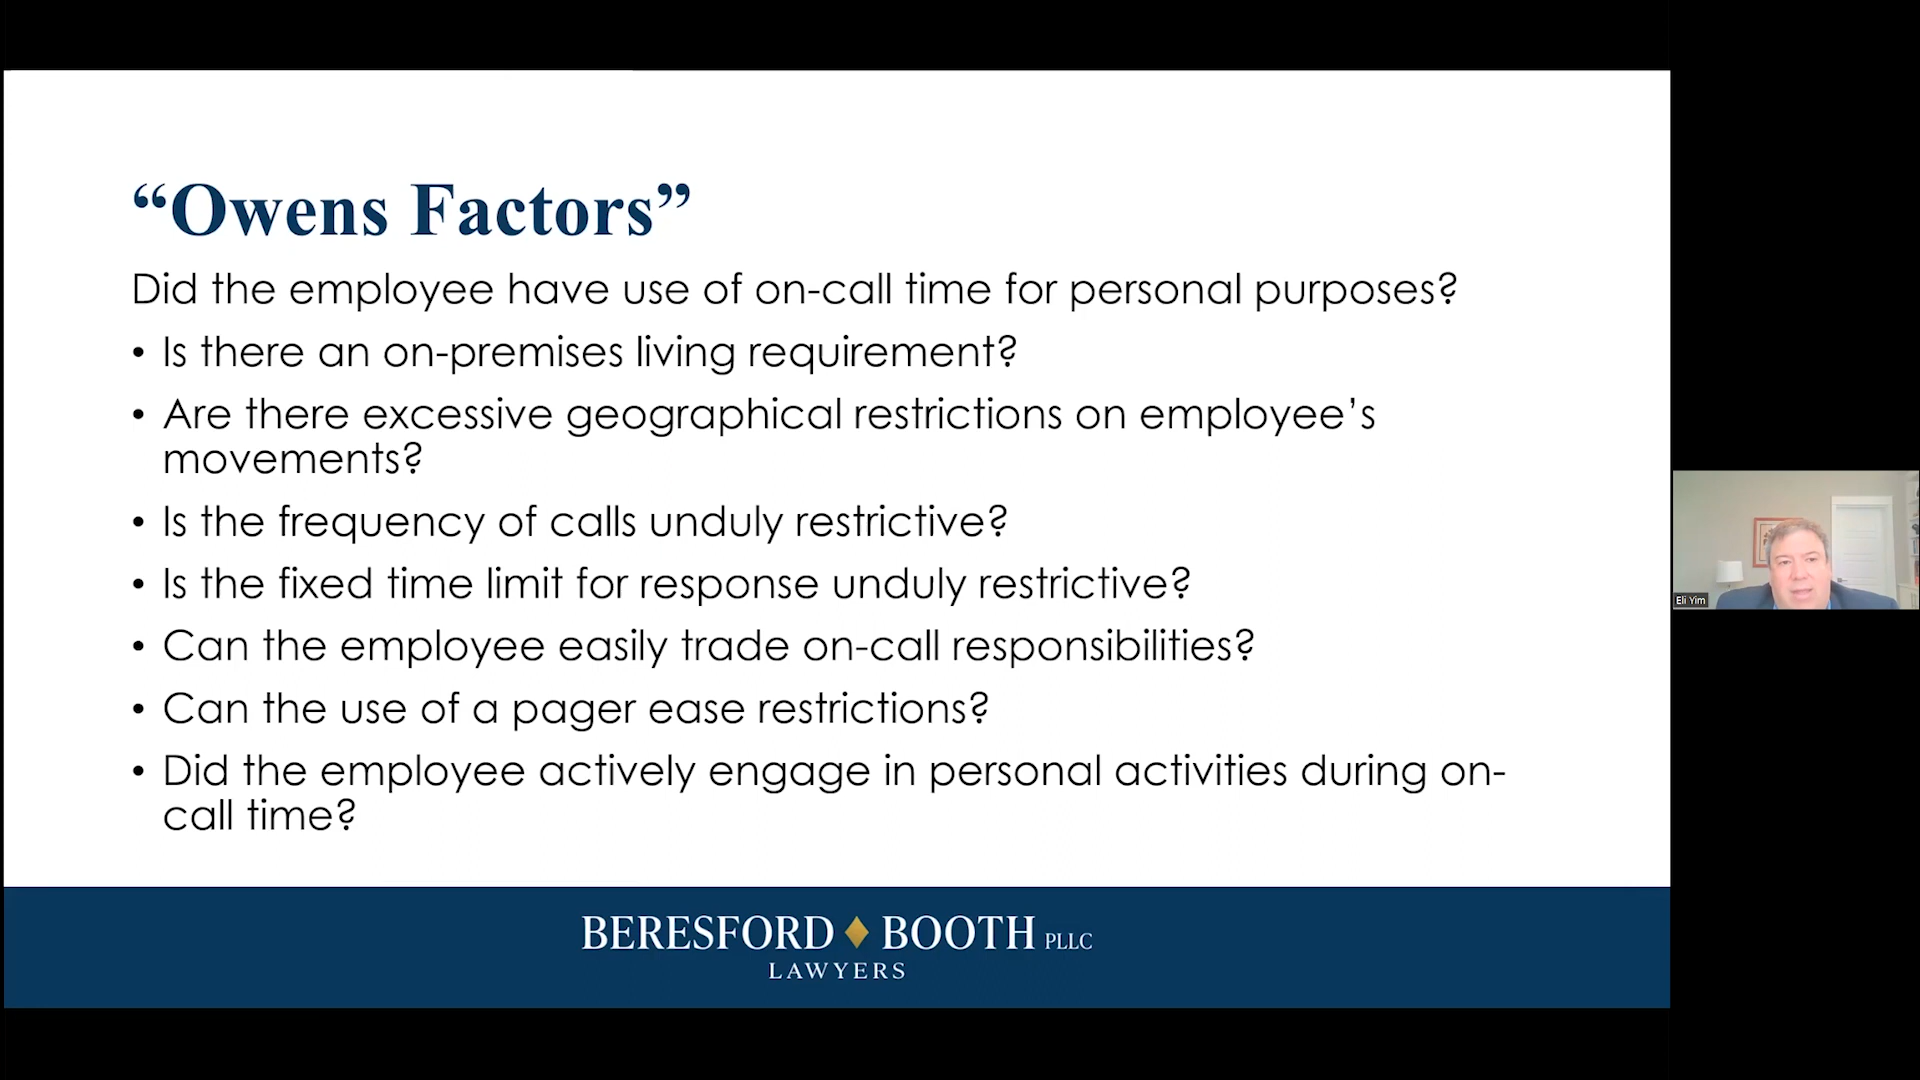 “Owens Factors”
Did the employee have use of on-call time for personal purposes?
• Is there an on-premises living requirement?
• Are there excessive geographical restrictions on employee’s
movements?
• Is the frequency of calls unduly restrictive?
• Is the fixed time limit for response unduly restrictive?
• Can the employee easily trade on-call responsibilities?
• Can the use of a pager ease restrictions?
• Did the employee actively engage in personal activities during on-
call time?
BERESFORD BOOTH PLLC
LAWYERS
Eli Yim